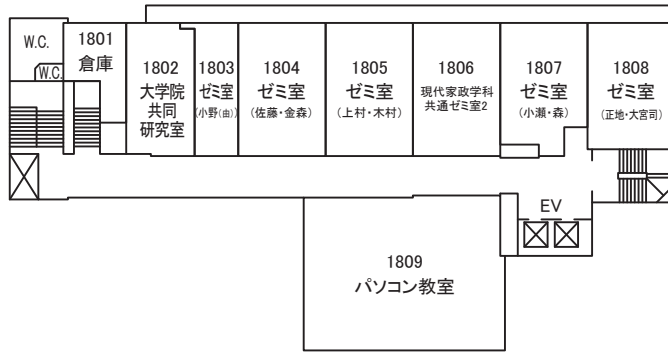 W.C.
W.C.
1801
倉庫
1802
大学院
共同
研究室
1803
ゼミ室
(小野(由))
1804
ゼミ室
(佐藤・金森)
1805
ゼミ室
(上村・木村)
1806
現代家政学科
共通ゼミ室2
1807
ゼミ室
(小瀬・森)
1808
ゼミ室
(正地・大宮司)
EV
1809
パソコン教室